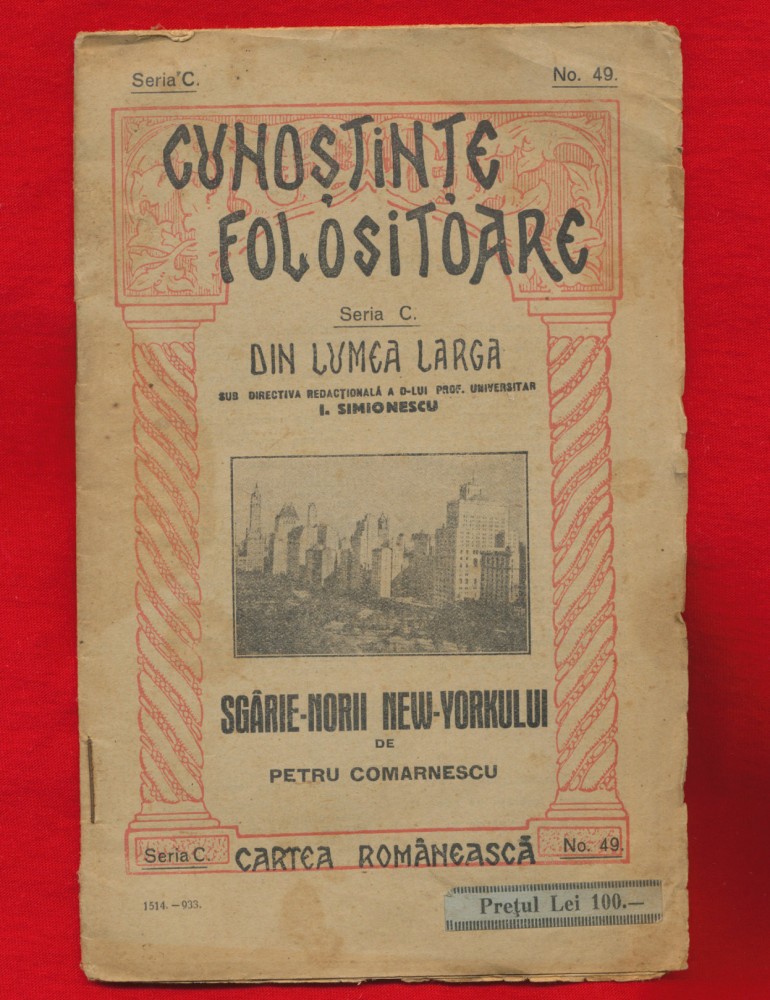 Seria C.
No. 49.
CUNOȘTINȚE
FOLOSITOARE
Seria C.
DIN LUMEA LARGA
SUB DIRECTIVA REDACȚIONALĂ A D-LUI PROF. UNIVERSITAR
I. SIMIONESCU
SGÂRIE-NORII NEW-YORKULUI
DE
PETRU COMARNESCU
Seria C.
CARTEA ROMÂNEASCĂ
No. 49.
1514.—933.
Prețul Lei 100.—